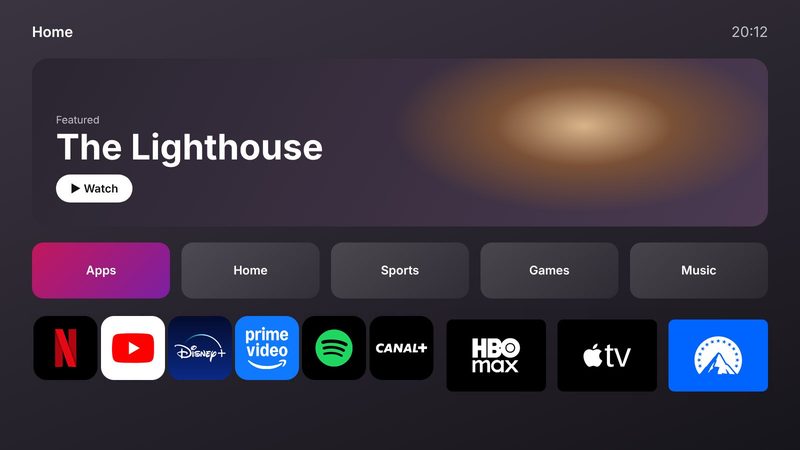 Home
20:12
Featured
The Lighthouse
▶ Watch
Apps
Home
Sports
Games
Music
N
Disney+
prime
video
CANAL+
HBO
max
tv